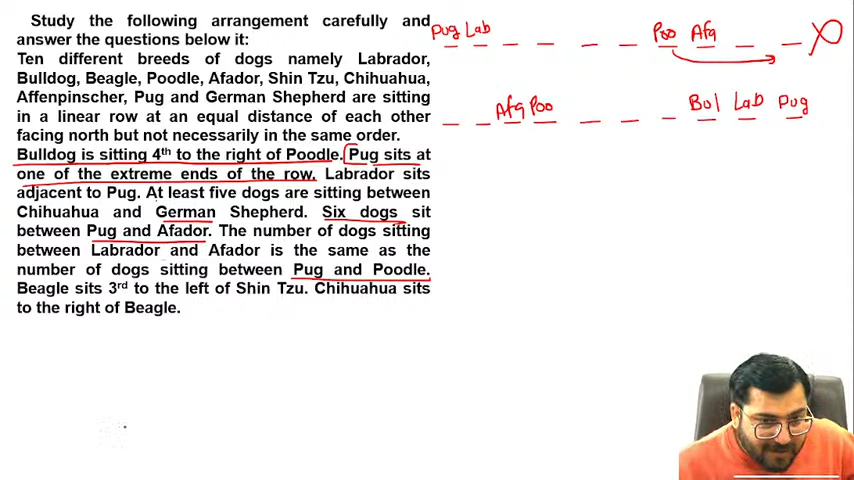 Study the following arrangement carefully and
answer the questions below it:
Ten different breeds of dogs namely Labrador,
Bulldog, Beagle, Poodle, Afador, Shin Tzu, Chihuahua,
Affenpinscher, Pug and German Shepherd are sitting
in a linear row at an equal distance of each other
facing north but not necessarily in the same order.
Bulldog is sitting 4th to the right of Poodle. Pug sits at
one of the extreme ends of the row. Labrador sits
adjacent to Pug. At least five dogs are sitting between
Chihuahua and German Shepherd. Six dogs sit
between Pug and Afador. The number of dogs sitting
between Labrador and Afador is the same as the
number of dogs sitting between Pug and Poodle.
Beagle sits 3rd to the left of Shin Tzu. Chihuahua sits
to the right of Beagle.
Pug Lab Poo Afg
Afg Poo Bul Lab Pug